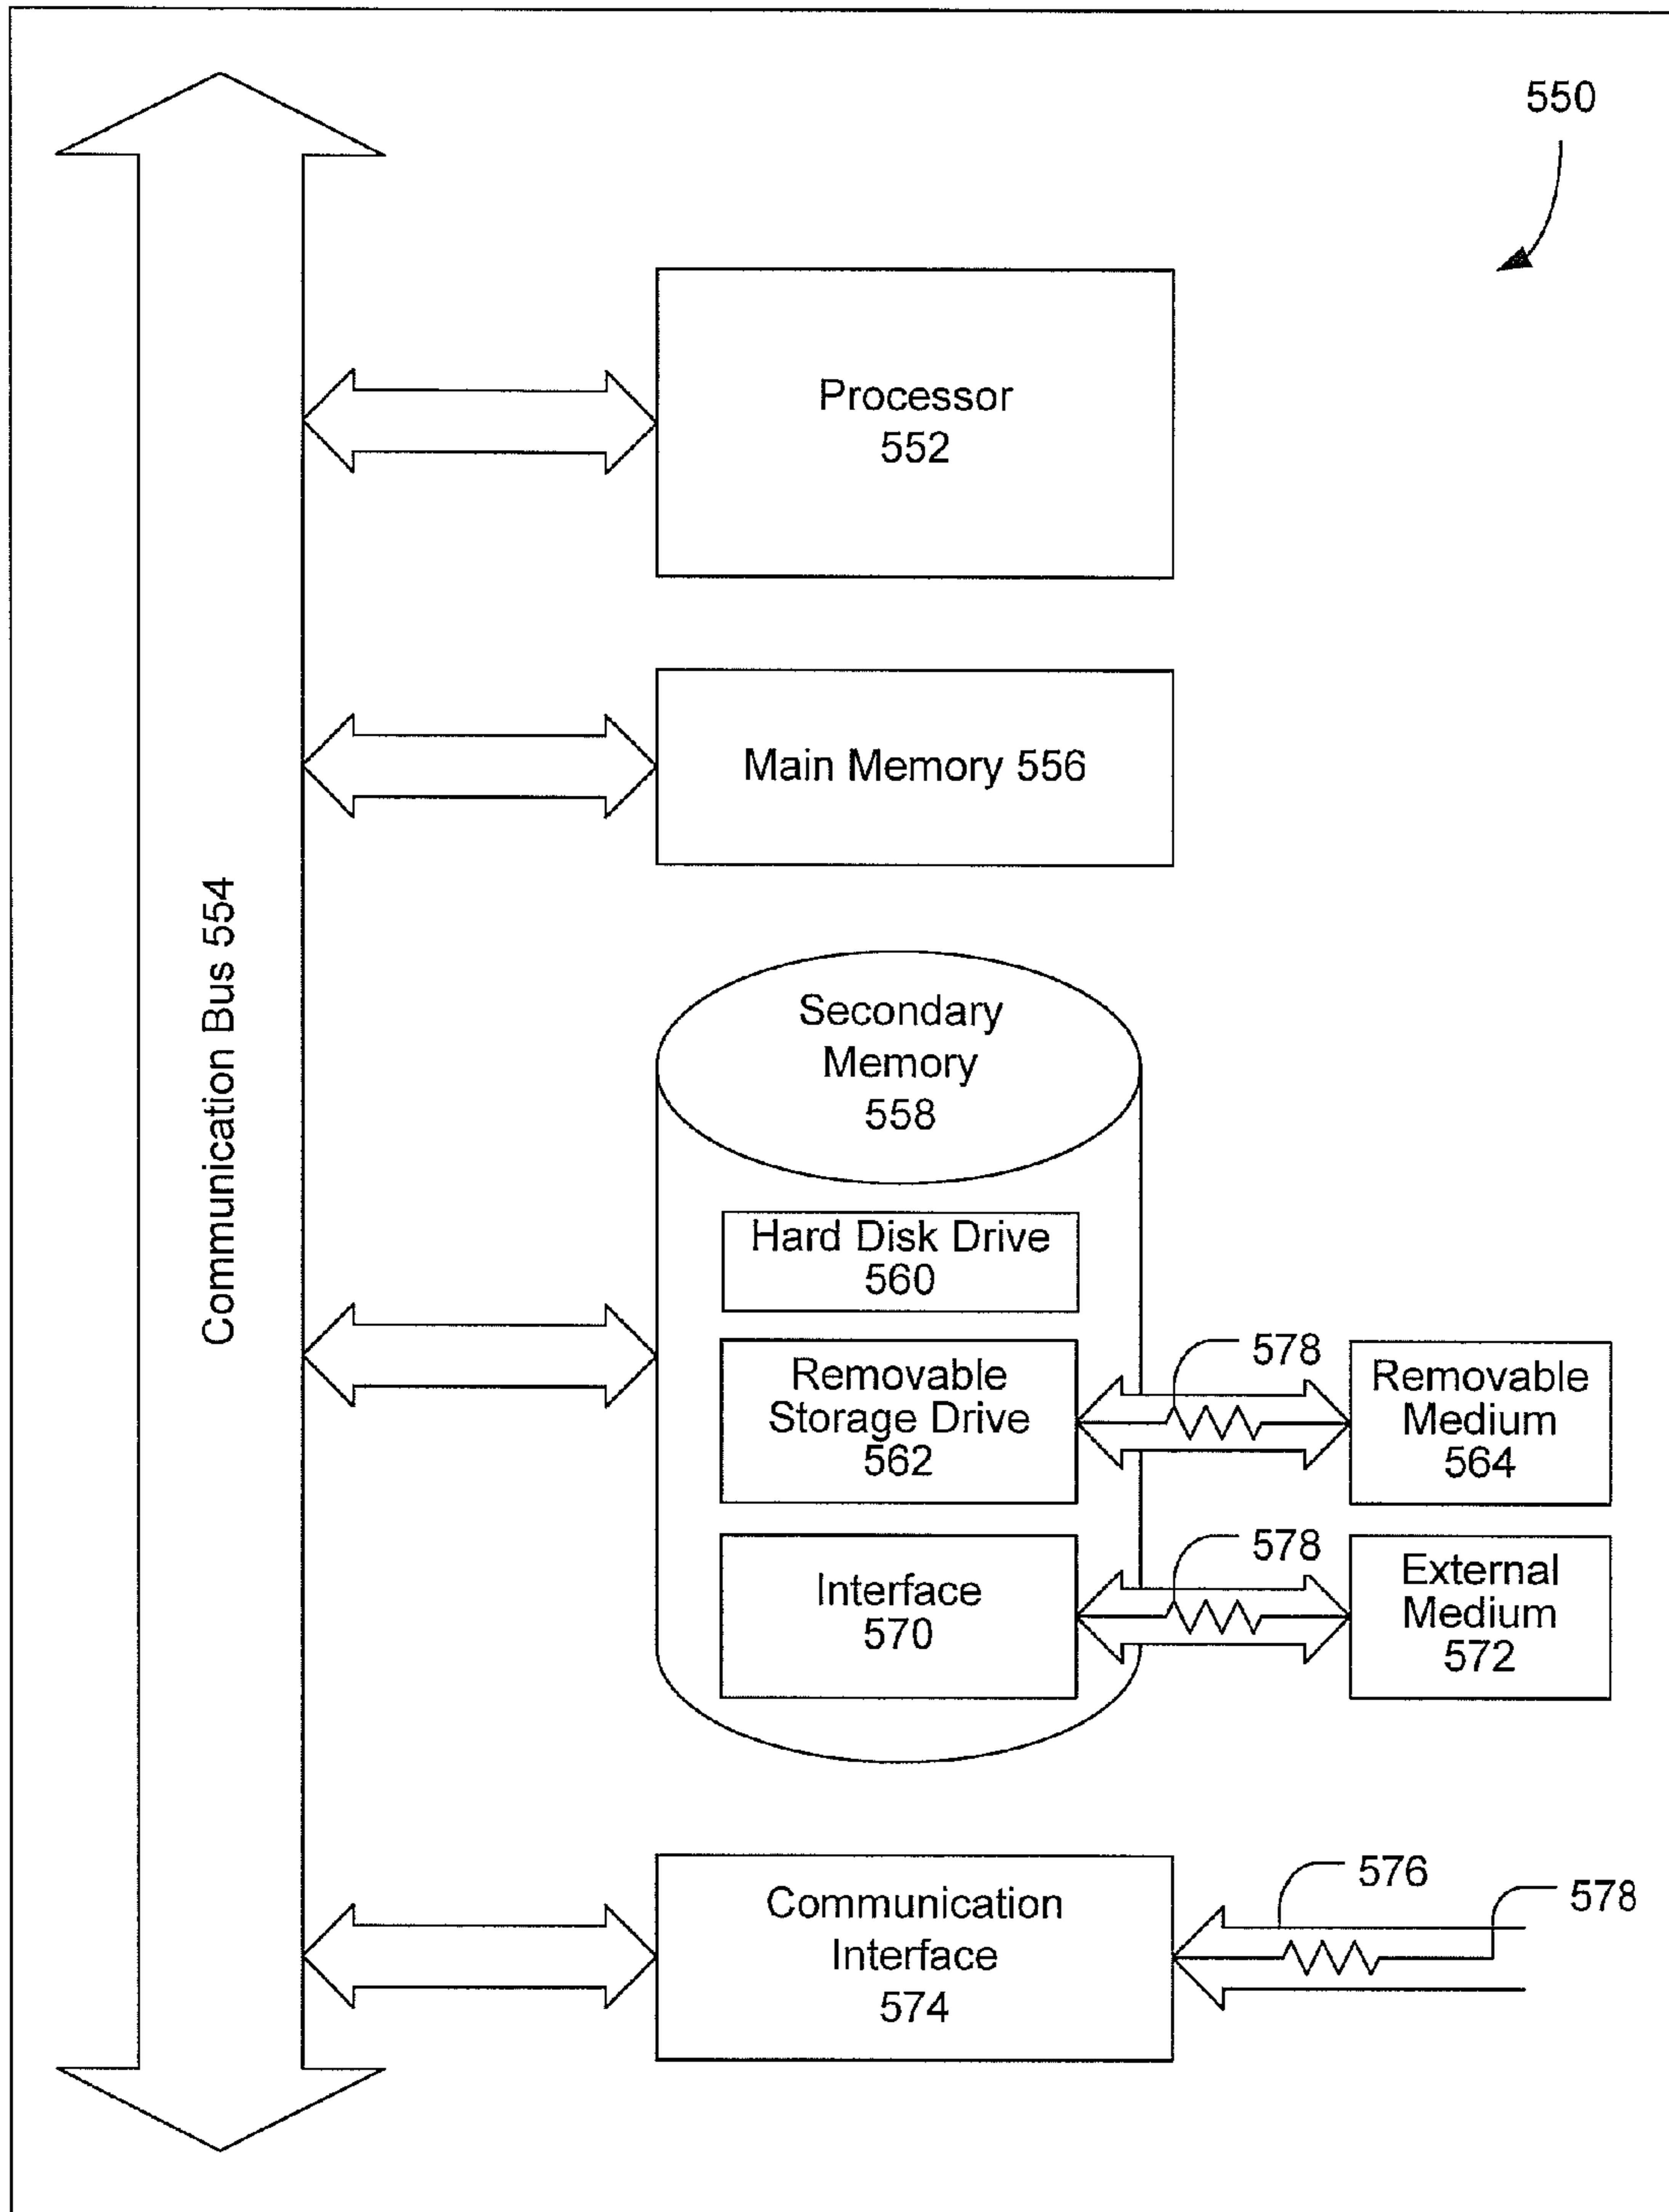 550
Communication Bus 554
Processor
552
Main Memory 556
Secondary
Memory
558
Hard Disk Drive
560
Removable
Storage Drive
562
578
Removable
Medium
564
Interface
570
578
External
Medium
572
Communication
Interface
574
576
578